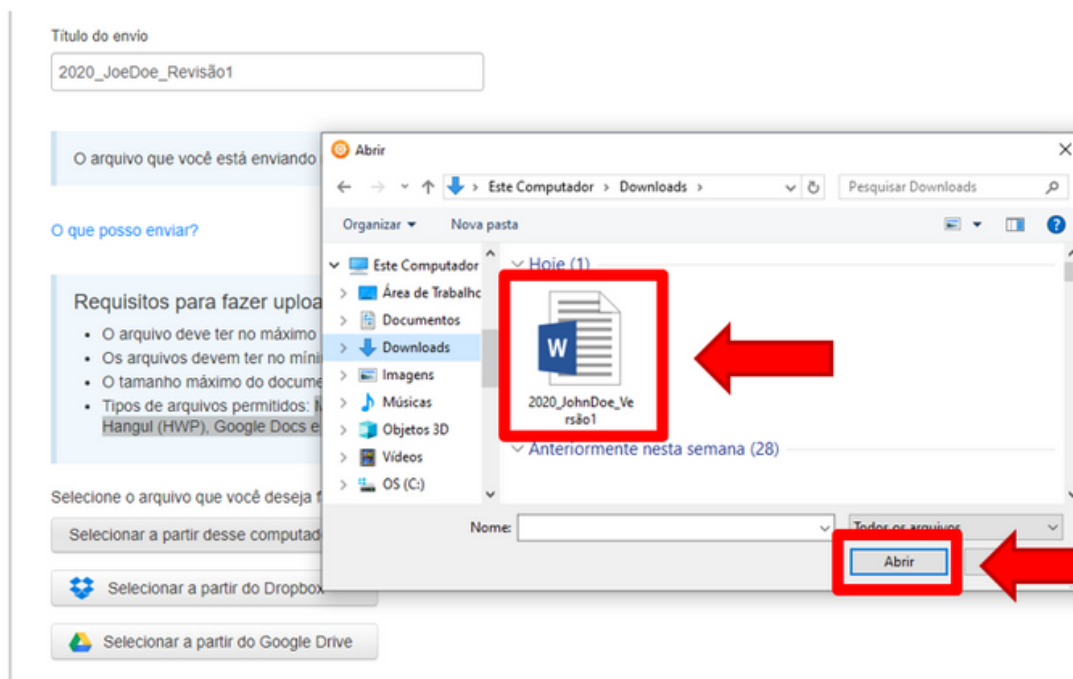 Título do envio
2020_JoeDoe_Revisão1
O arquivo que você está enviando
O que posso enviar?
Requisitos para fazer uploa
• O arquivo deve ter no máximo
• Os arquivos devem ter no míni
• O tamanho máximo do docume
• Tipos de arquivos permitidos:
Hangul (HWP), Google Docs e
Selecione o arquivo que você deseja f
Selecionar a partir desse computad
Selecionar a partir do Dropbox
Selecionar a partir do Google Drive
Abrir
Este Computador > Downloads >
Pesquisar Downloads
Organizar
Nova pasta
Este Computador
Área de Trabalhc
Documentos
Downloads
Imagens
Músicas
Objetos 3D
Vídeos
OS (C:)
Hoje (1)
W
2020_JohnDoe_Ve
rsão1
Anteriormente nesta semana (28)
Nome:
Todos os arquivos
Abrir